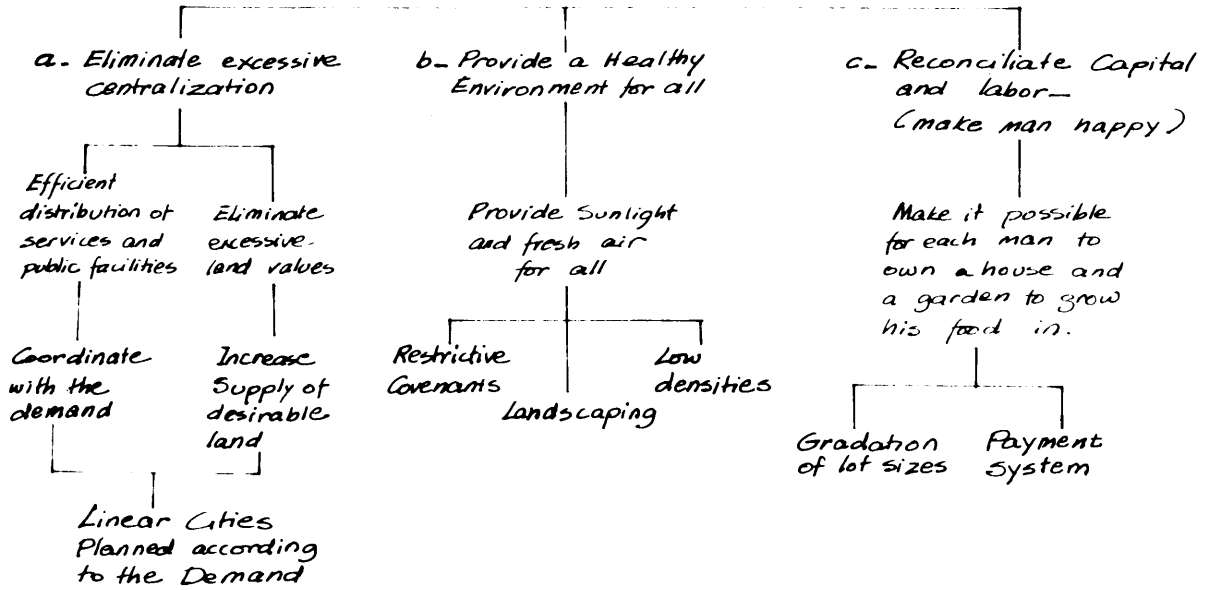 a- Eliminate excessive
centralization
Efficient
distribution of
services and
public facilities
Eliminate
excessive-
land values
Coordinate
with the
demand
Increase
Supply of
desirable
land
Linear Cities
Planned according
to the Demand
b- Provide a Healthy
Environment for all
Provide Sunlight
and fresh air
for all
Restrictive
Covenants
Landscaping
Low
densities
c- Reconciliate Capital
and labor-
(make man happy)
Make it possible
for each man to
own a house and
a garden to grow
his food in.
Gradation
of lot sizes
Payment
System